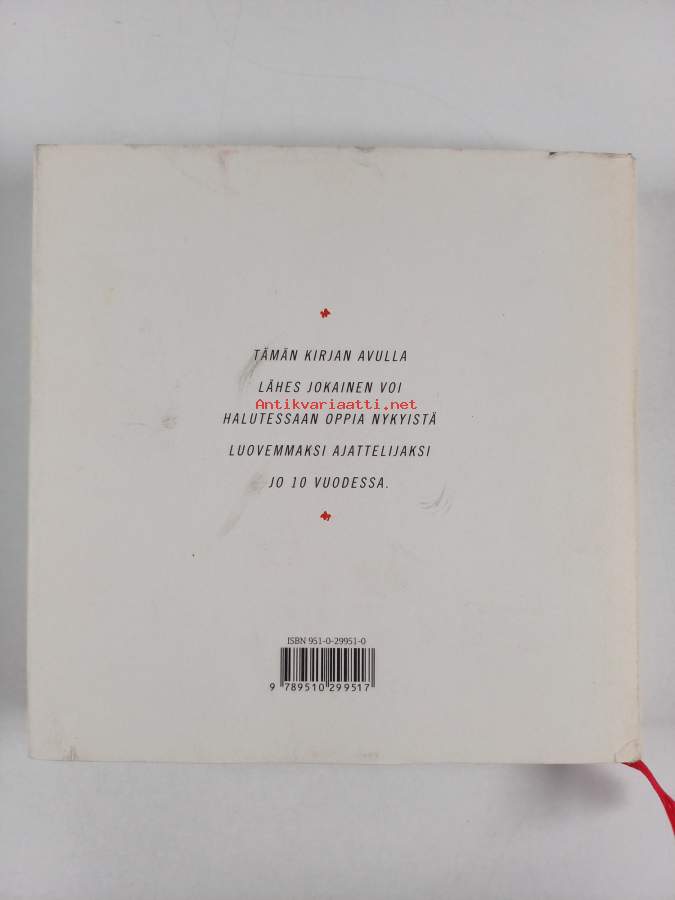 TÄMÄN KIRJAN AVULLA
LÄHES JOKAINEN VOI
Antikvariaatti.net
HALUTESSAAN OPPIA NYKYISTÄ
LUOVEMMAKSI AJATTELIJAKSI
JO 10 VUODESSA.
ISBN 951-0-29951-0
9 789510 299517